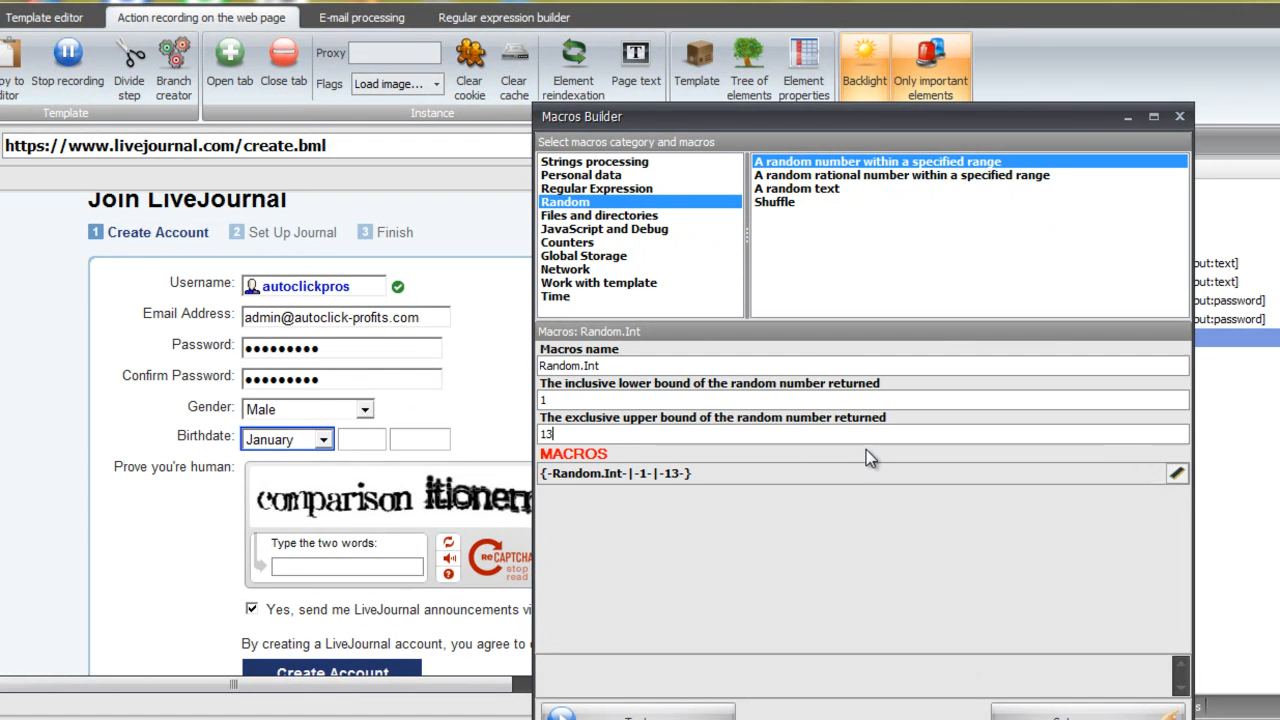 Template editor
Action recording on the web page
E-mail processing
Regular expression builder
py to
ditor
Stop recording
Divide
step
Branch
creator
Template
Open tab
Close tab
Proxy
Flags
Load image...
Clear
cookie
Clear
cache
Instance
Element
reindexation
T
Page text
Template
Tree of
elements
Element
properties
Backlight
Only important
elements
https://www.livejournal.com/create.bml
Join LiveJournal
1 Create Account
2 Set Up Journal
3 Finish
Username:
autoclickpros
Email Address:
admin@autoclick-profits.com
Password:
•••••••••
Confirm Password:
•••••••••
Gender:
Male
Birthdate:
January
Prove you're human:
comparison
Type the two words:
stop
read
Yes, send me LiveJournal announcements vi
By creating a LiveJournal account, you agree to
Create Account
Macros Builder
Select macros category and macros
Strings processing
Personal data
Regular Expression
Random
Files and directories
JavaScript and Debug
Counters
Global Storage
Network
Work with template
Time
A random number within a specified range
A random rational number within a specified range
A random text
Shuffle
Macros: Random.Int
Macros name
Random.Int
The inclusive lower bound of the random number returned
1
The exclusive upper bound of the random number returned
13
MACROS
{-Random.Int-|-1-|-13-}
out:text]
out:text]
out:password]
out:password]